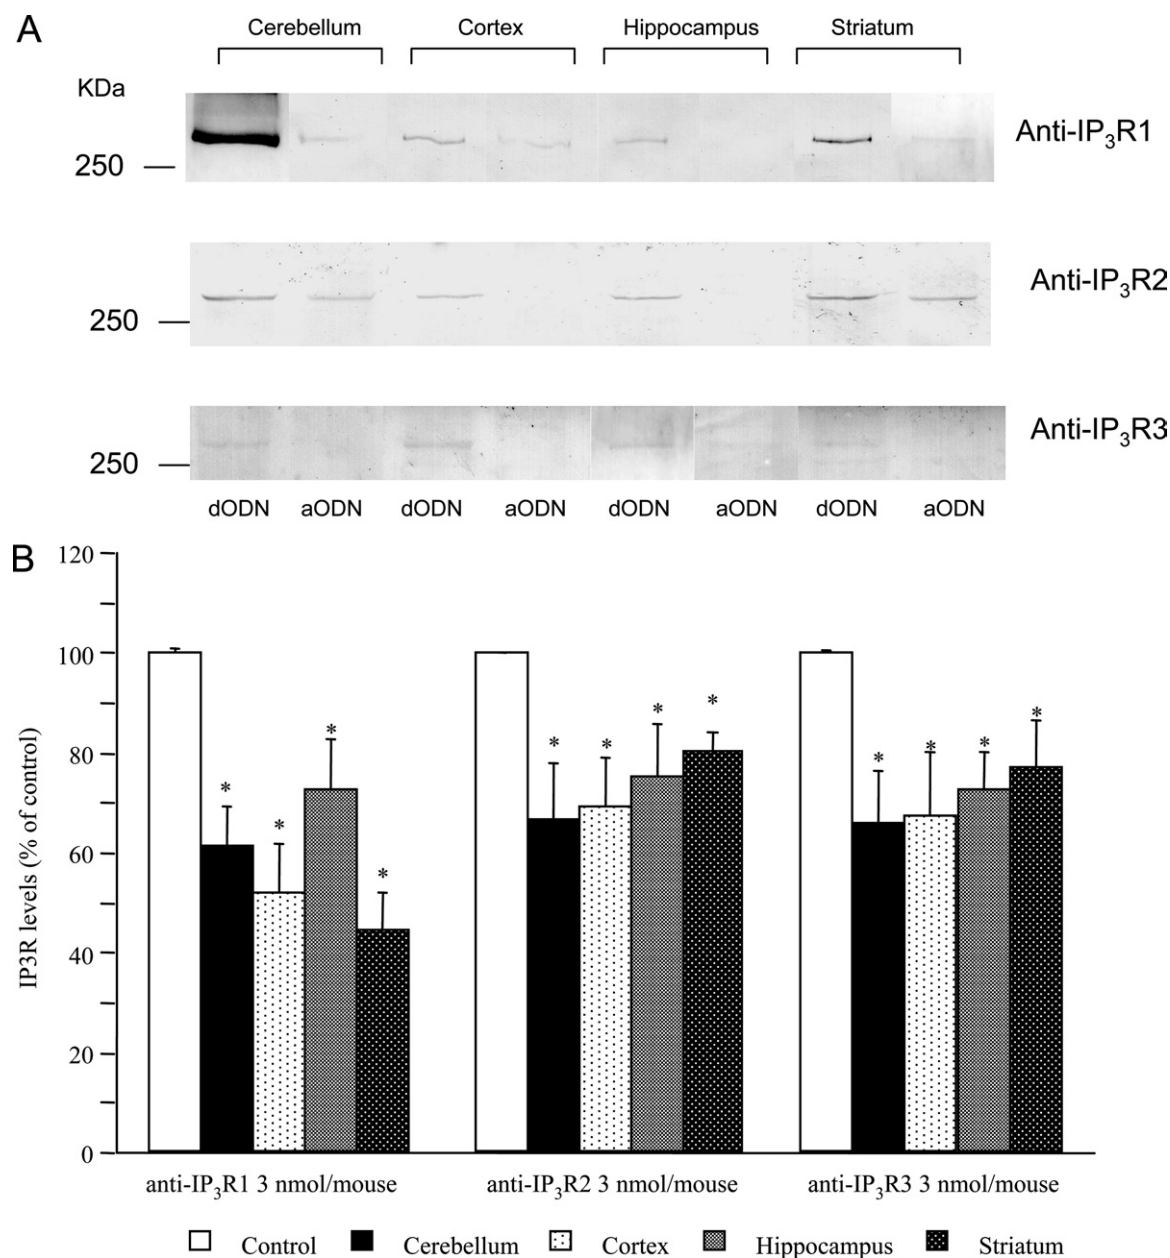 A
Cerebellum Cortex Hippocampus Striatum
KDa
250
Anti-IP₃R1
250
Anti-IP₃R2
250
Anti-IP₃R3
dODN aODN dODN aODN dODN aODN dODN aODN
B
IP3R levels (% of control)
120
100
80
60
40
20
0
* * * * * * * * * * * *
anti-IP₃R1 3 nmol/mouse anti-IP₃R2 3 nmol/mouse anti-IP₃R3 3 nmol/mouse
Control Cerebellum Cortex Hippocampus Striatum